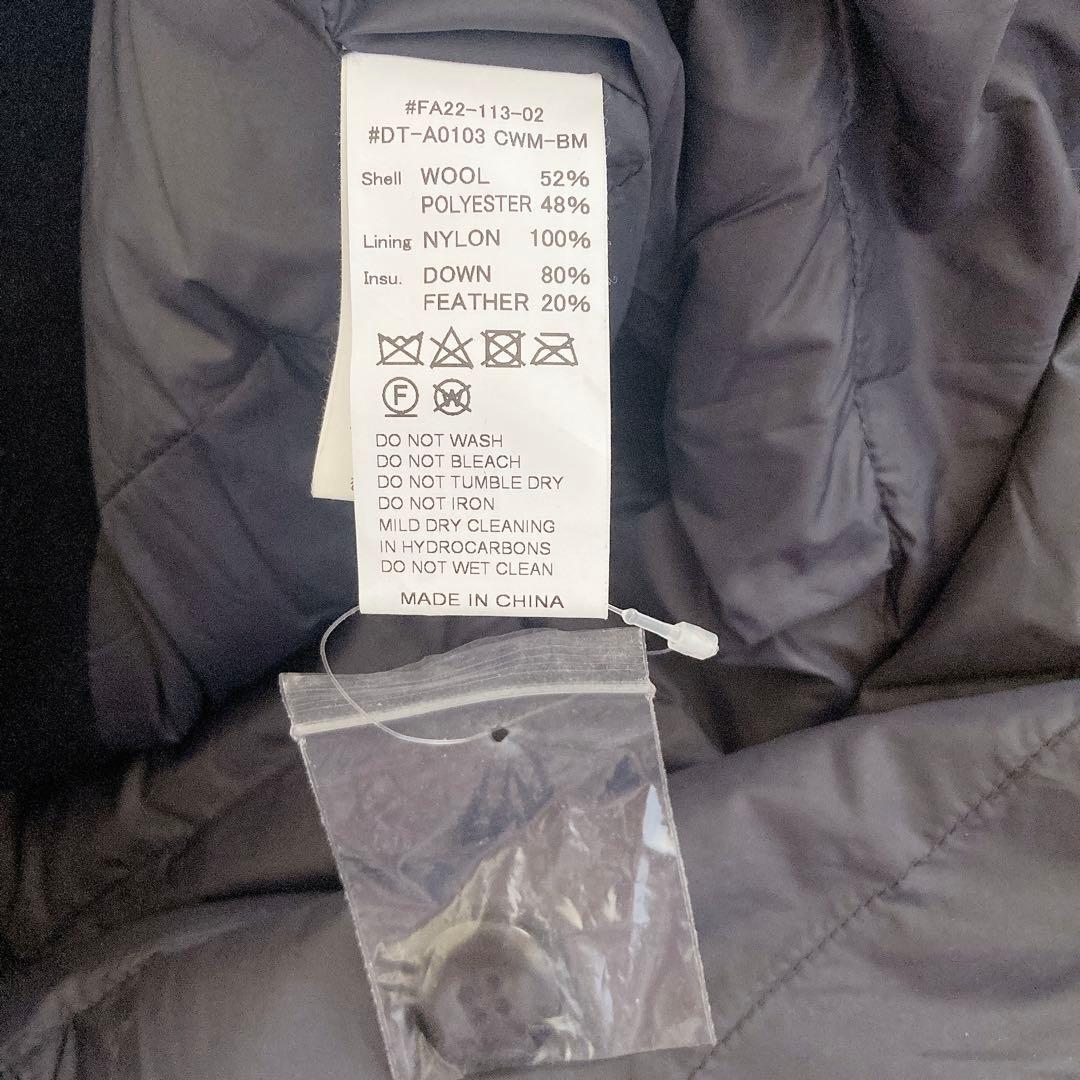 #FA22-113-02
#DT-A0103 CWM-BM
Shell WOOL 52%
POLYESTER 48%
Lining NYLON 100%
Insu. DOWN 80%
FEATHER 20%
F W
DO NOT WASH
DO NOT BLEACH
DO NOT TUMBLE DRY
DO NOT IRON
MILD DRY CLEANING
IN HYDROCARBONS
DO NOT WET CLEAN
MADE IN CHINA